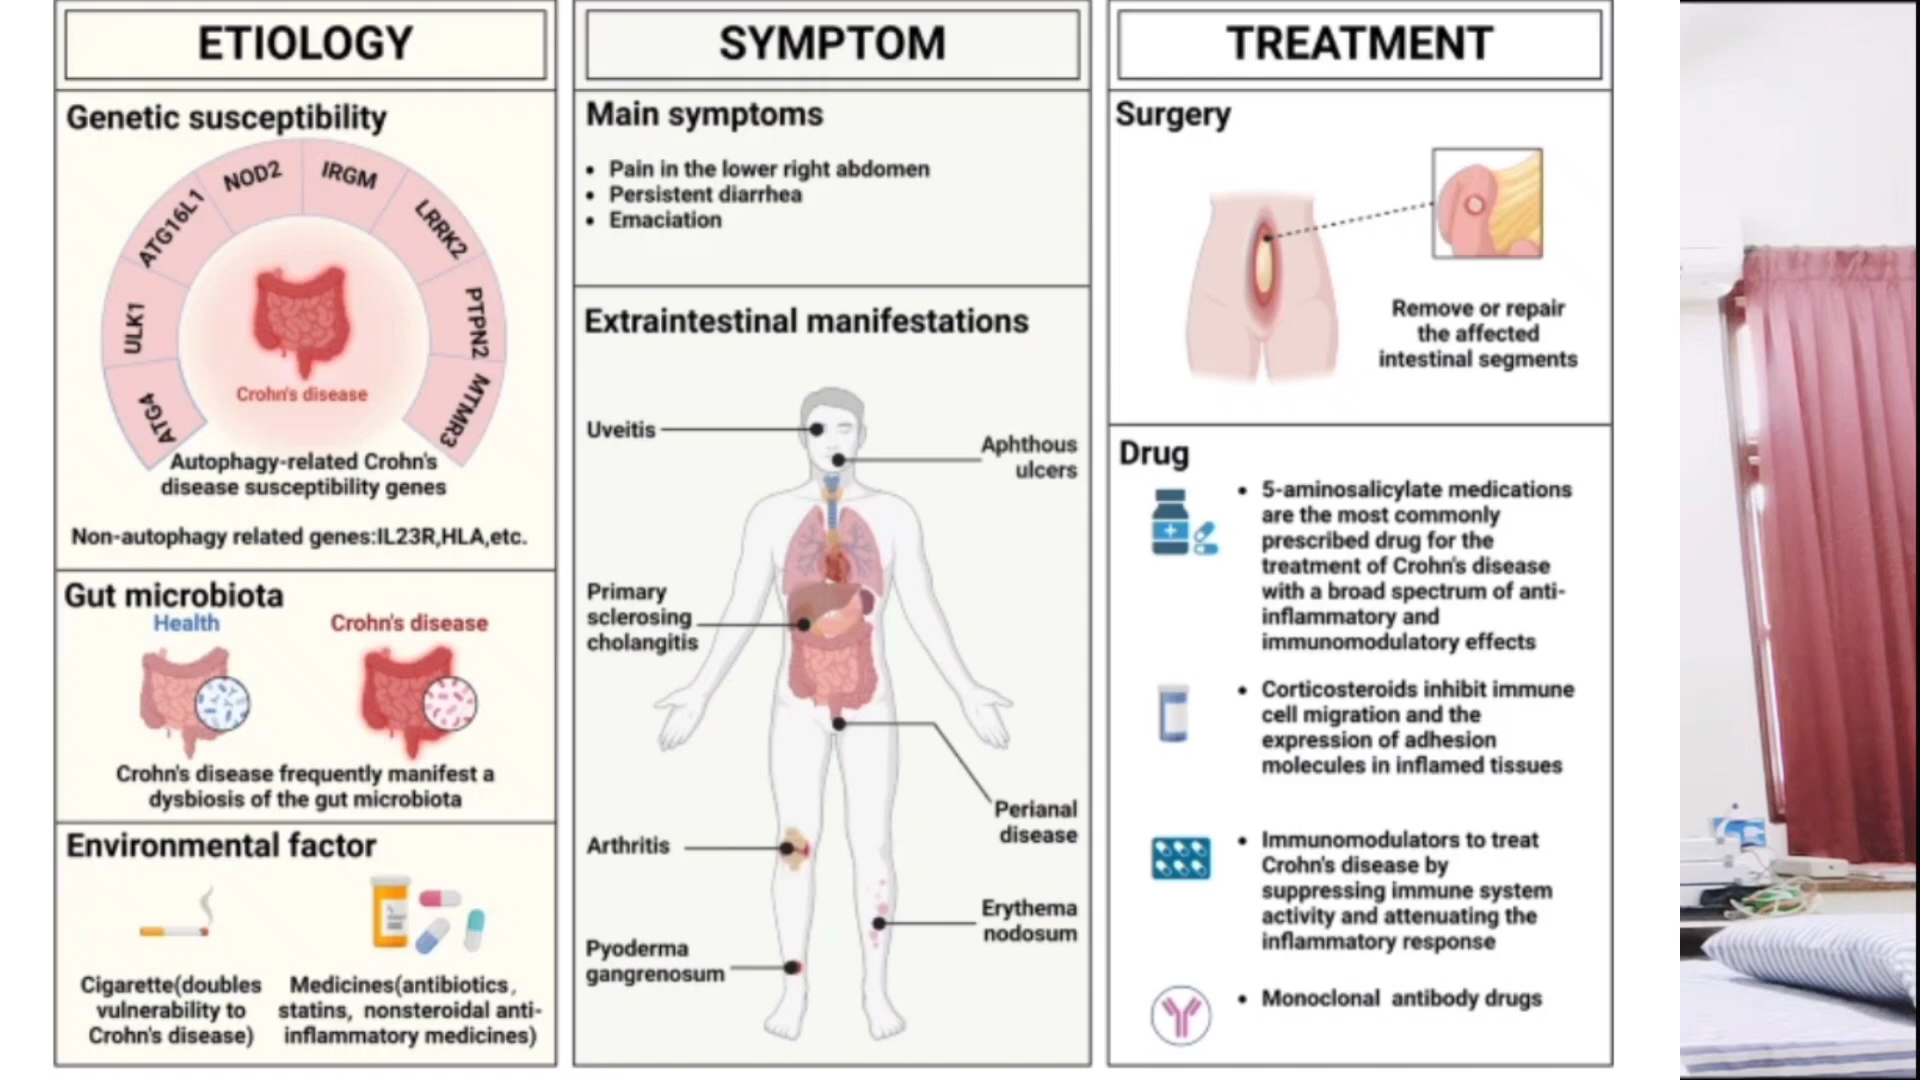 ETIOLOGY
Genetic susceptibility
ATG4
ULK1
ATG16L1
NOD2
IRGM
LRRK2
PTPN2
MTMR3
Crohn's disease
Autophagy-related Crohn's
disease susceptibility genes
Non-autophagy related genes:IL23R,HLA,etc.
Gut microbiota
Health
Crohn's disease
Crohn's disease frequently manifest a
dysbiosis of the gut microbiota
Environmental factor
Cigarette(doubles
vulnerability to
Crohn's disease)
Medicines(antibiotics,
statins, nonsteroidal anti-
inflammatory medicines)
SYMPTOM
Main symptoms
• Pain in the lower right abdomen
• Persistent diarrhea
• Emaciation
Extraintestinal manifestations
Uveitis
Aphthous
ulcers
Primary
sclerosing
cholangitis
Perianal
disease
Arthritis
Erythema
nodosum
Pyoderma
gangrenosum
TREATMENT
Surgery
Remove or repair
the affected
intestinal segments
Drug
• 5-aminosalicylate medications
are the most commonly
prescribed drug for the
treatment of Crohn's disease
with a broad spectrum of anti-
inflammatory and
immunomodulatory effects
• Corticosteroids inhibit immune
cell migration and the
expression of adhesion
molecules in inflamed tissues
• Immunomodulators to treat
Crohn's disease by
suppressing immune system
activity and attenuating the
inflammatory response
• Monoclonal antibody drugs